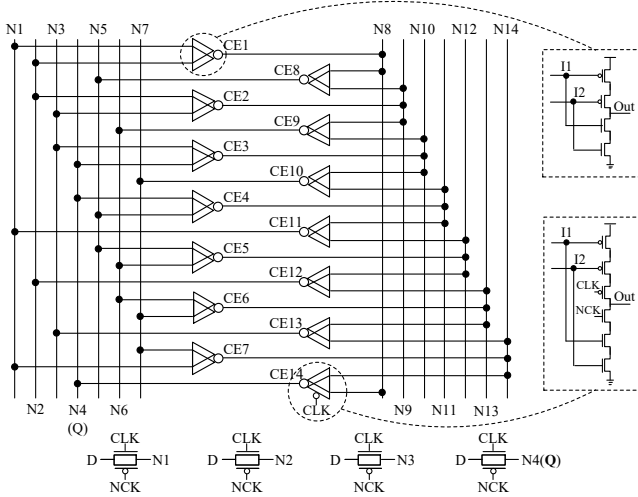 N1 N3 N5 N7 N8 N10 N12 N14
CE1
CE8
CE2
CE9
CE3
CE10
CE4
CE11
CE5
CE12
CE6
CE13
CE7
CE14
CLK
N2 N4 N6 N9 N11 N13
(Q)
I1
I2
Out
I1
I2
CLK
Out
NCK
CLK CLK CLK CLK
D N1 D N2 D N3 D N4(Q)
NCK NCK NCK NCK